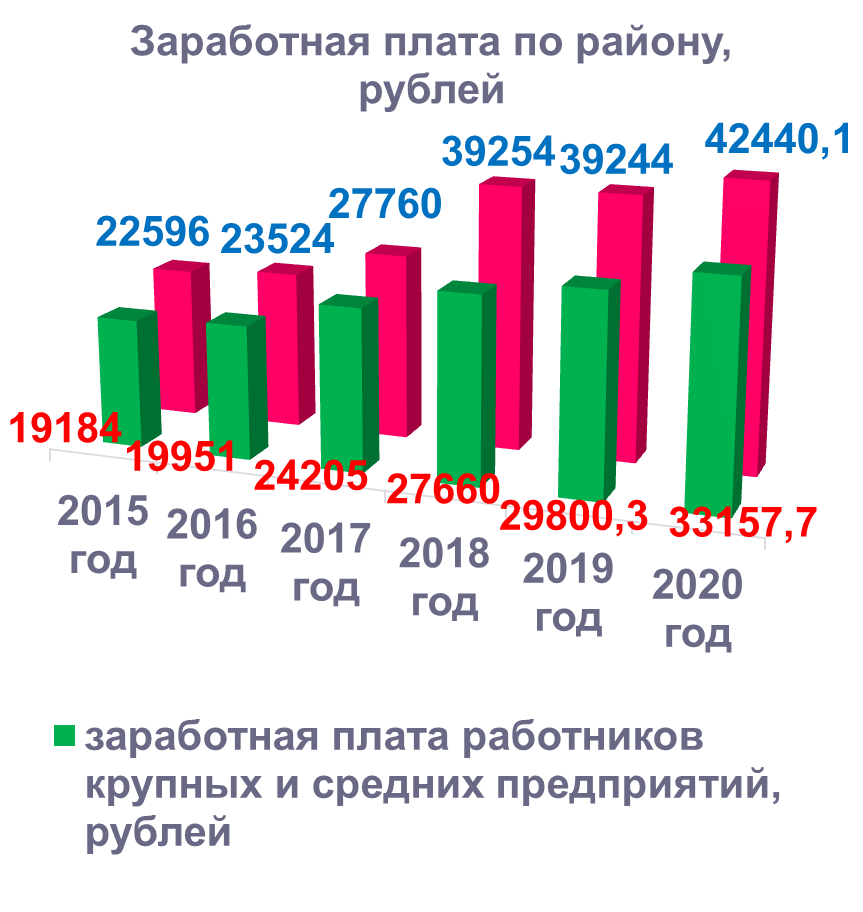 Заработная плата по району,
рублей
39254
39244
42440,1
22596
23524
27760
19184
19951
24205
27660
29800,3
33157,7
2015
год
2016
год
2017
год
2018
год
2019
год
2020
год
заработная плата работников
крупных и средних предприятий,
рублей